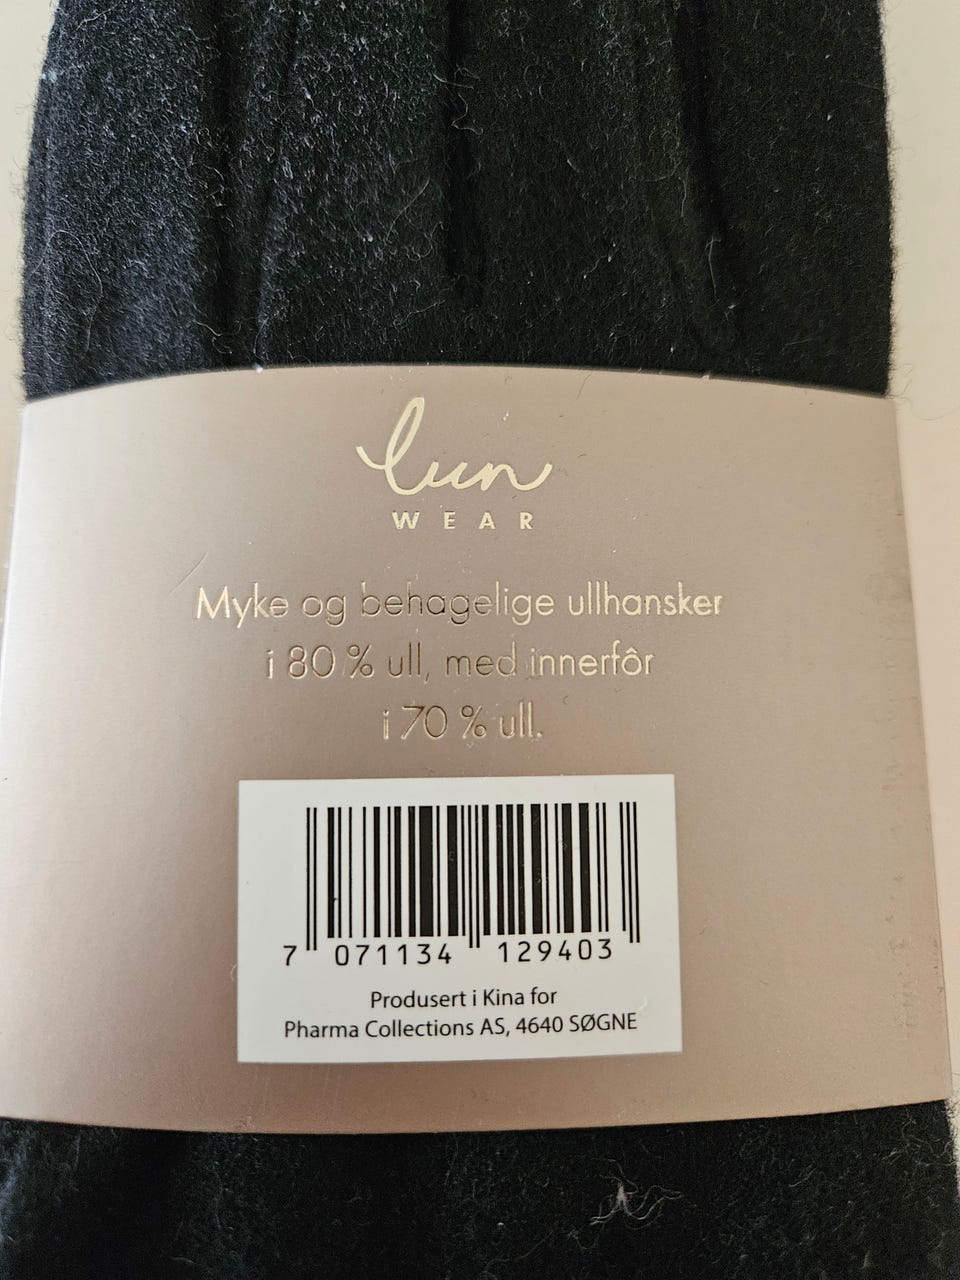 lun
WEAR
Myke og behagelige ullhansker
i 80 % ull, med innerfôr
i 70 % ull.
7 071134 129403
Produsert i Kina for
Pharma Collections AS, 4640 SØGNE